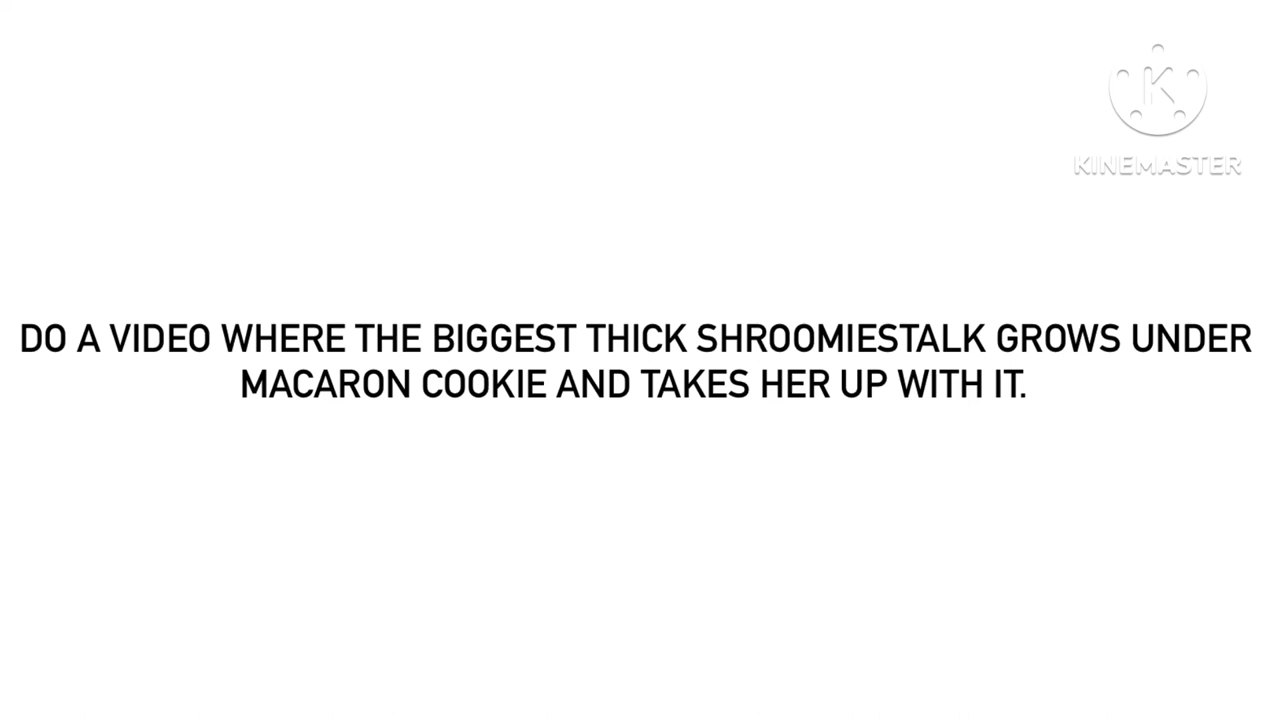 KINEMASTER
DO A VIDEO WHERE THE BIGGEST THICK SHROOMIESTALK GROWS UNDER
MACARON COOKIE AND TAKES HER UP WITH IT.